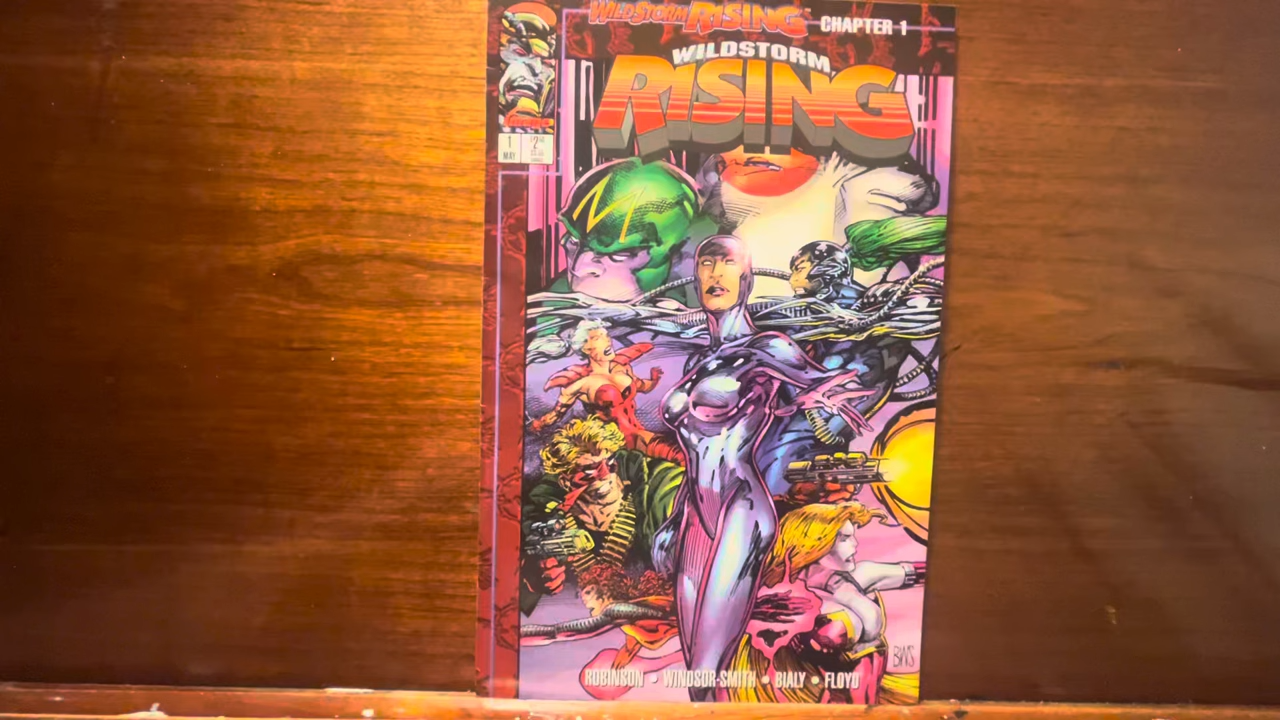 WILDSTORM RISING CHAPTER 1
WILDSTORM
RISING
1
MAY
M
BWS
ROBINSON • WINDSOR-SMITH • BIALY • FLOYD